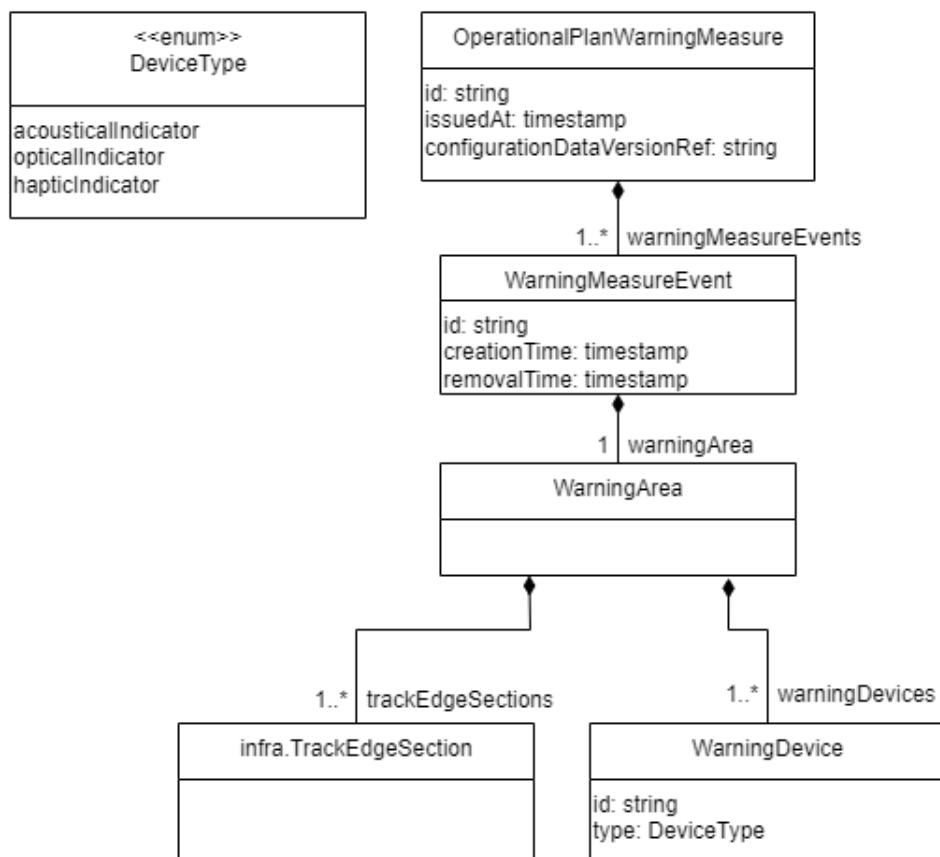 <<enum>>
DeviceType
acousticalIndicator
opticalIndicator
hapticIndicator
OperationalPlanWarningMeasure
id: string
issuedAt: timestamp
configurationDataVersionRef: string
1..* warningMeasureEvents
WarningMeasureEvent
id: string
creationTime: timestamp
removalTime: timestamp
1 warningArea
WarningArea
1..* trackEdgeSections
1..* warningDevices
infra.TrackEdgeSection
WarningDevice
id: string
type: DeviceType